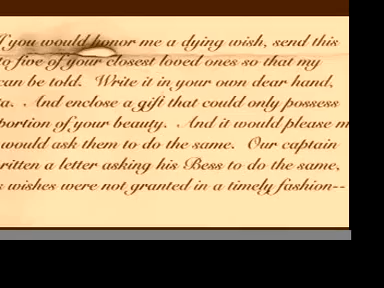 If you would honor me a dying wish, send this
to five of your closest loved ones so that my
can be told. Write it in your own dear hand,
ta. And enclose a gift that could only possess
portion of your beauty. And it would please m
would ask them to do the same. Our captain
ritten a letter asking his Bess to do the same,
wishes were not granted in a timely fashion--